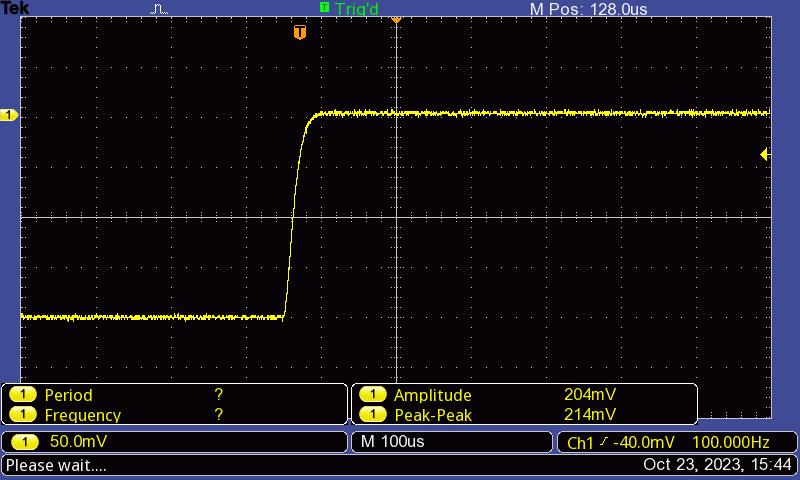 Tek T Trig'd M Pos: 128.0us
T
1
1 Period ? 1 Amplitude 204mV
1 Frequency ? 1 Peak-Peak 214mV
1 50.0mV M 100us Ch1 -40.0mV 100.000Hz
Please wait.... Oct 23, 2023, 15:44